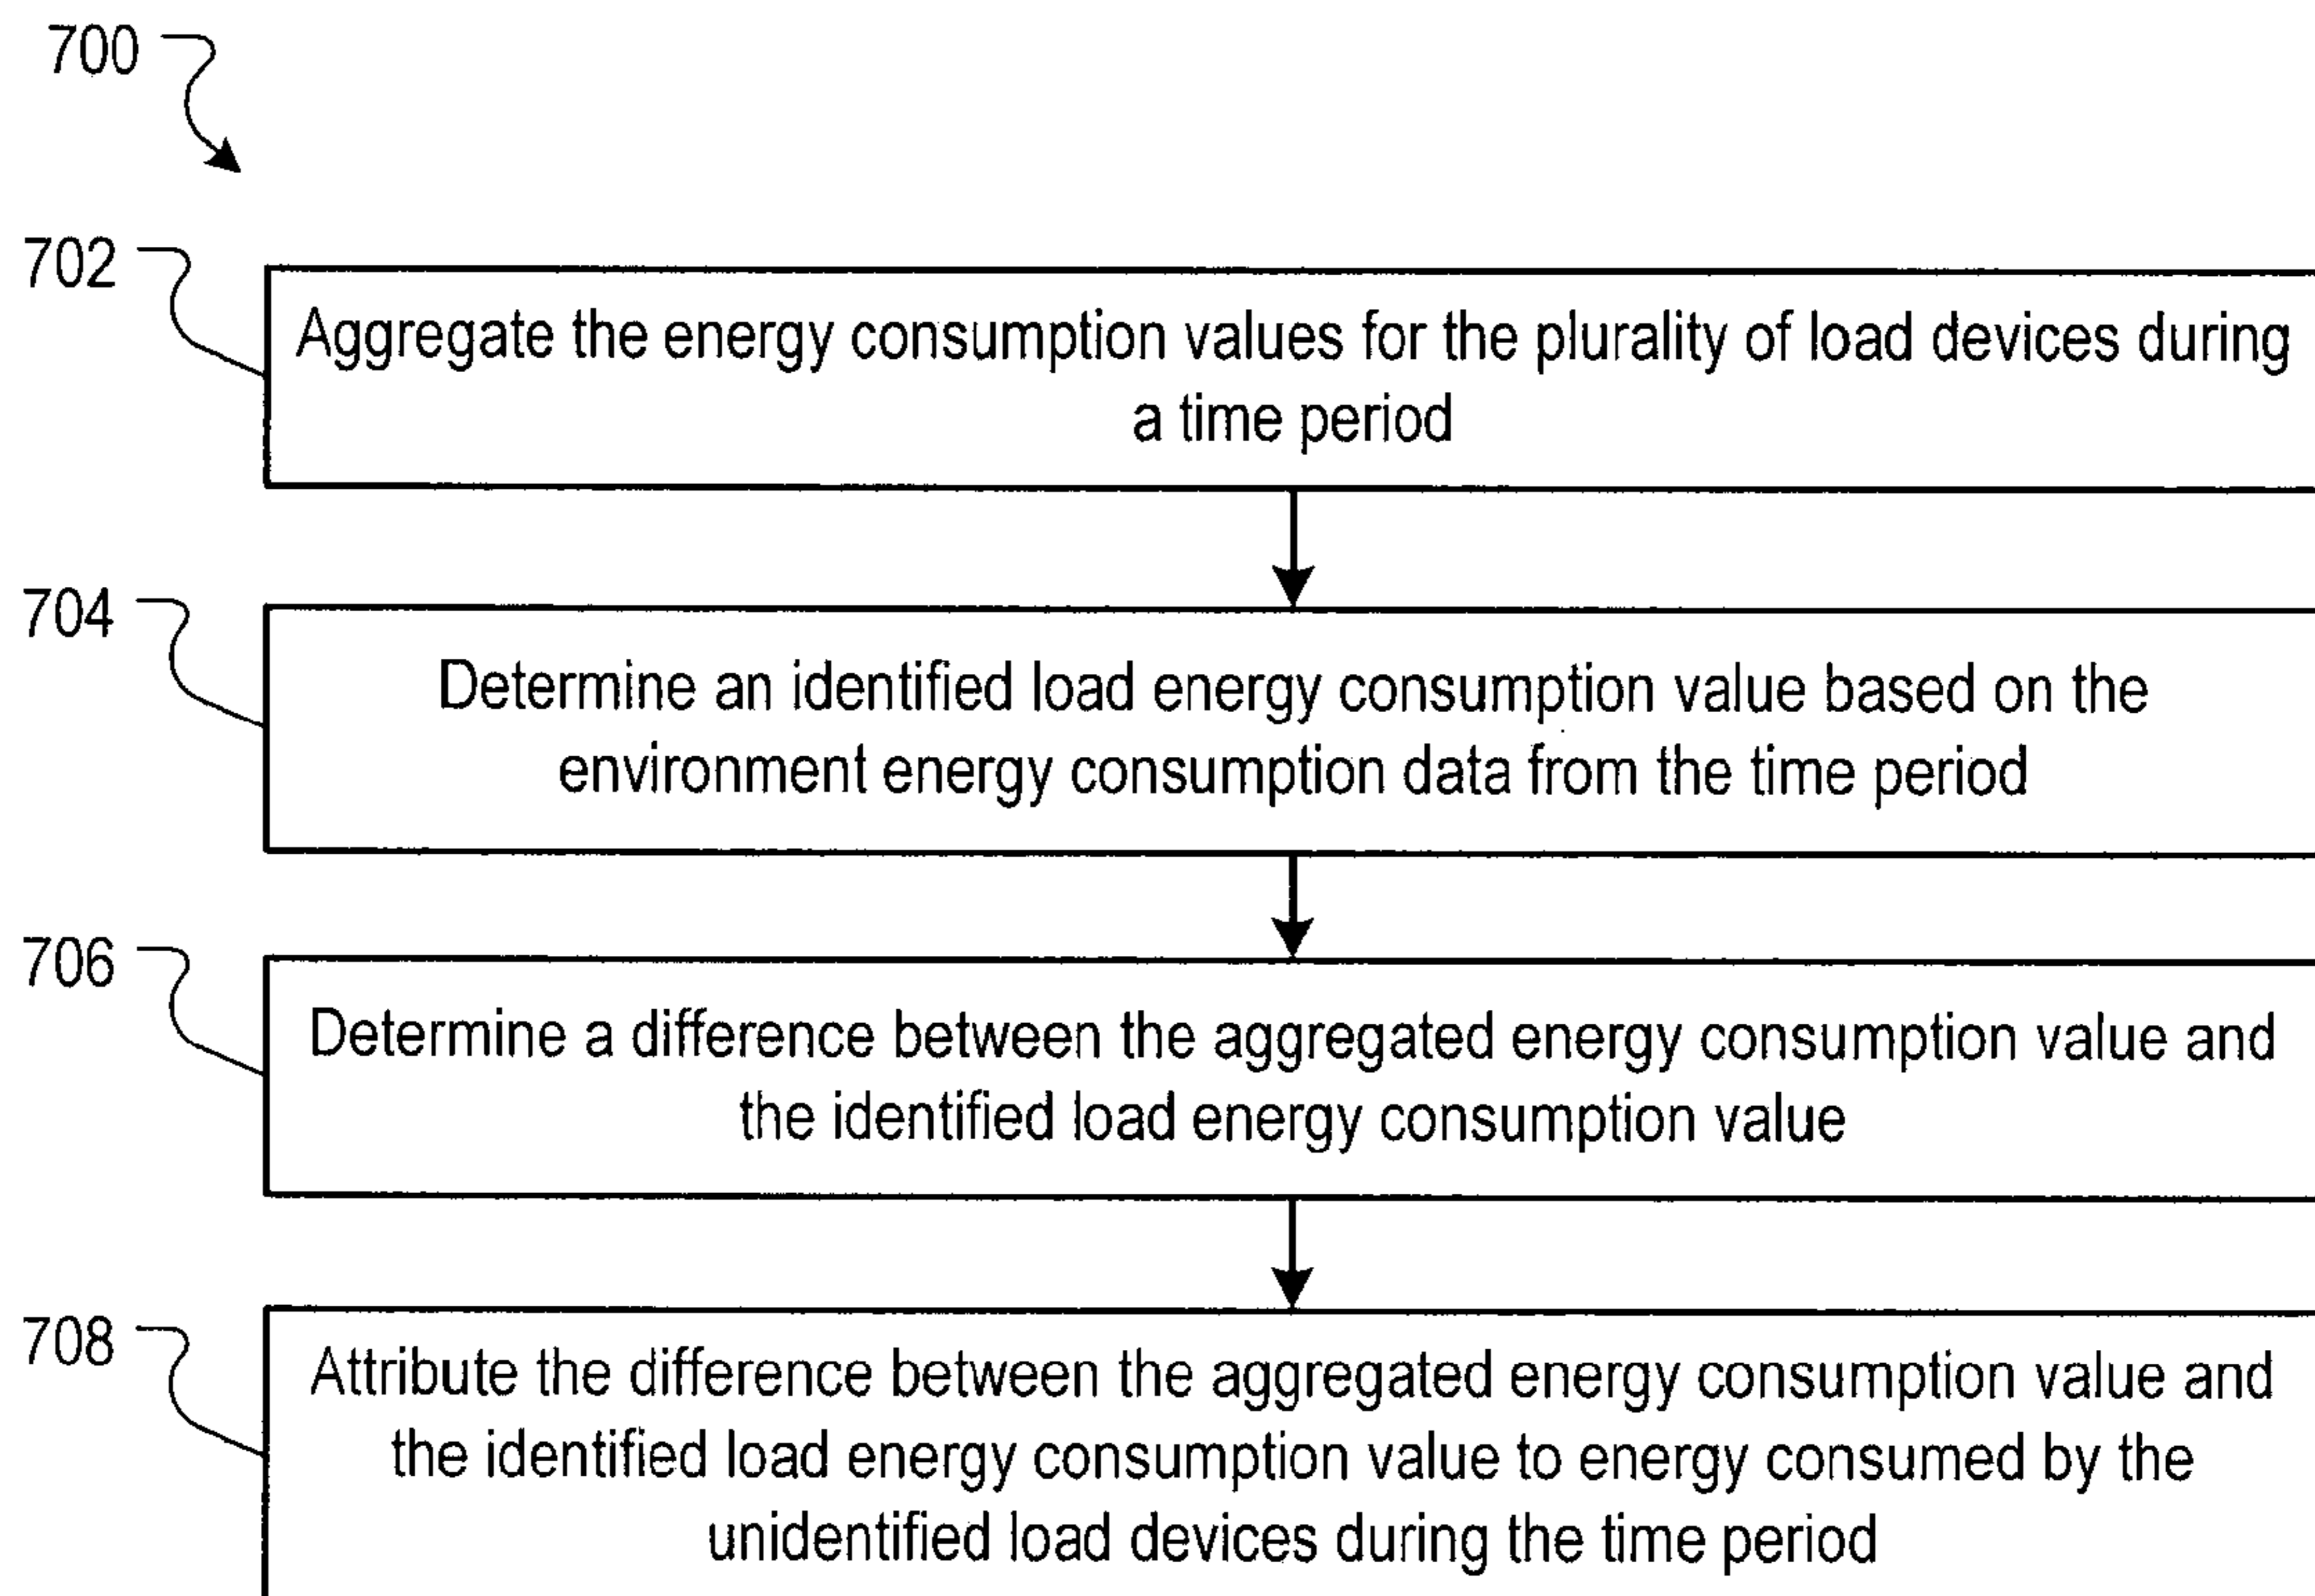 700
702
Aggregate the energy consumption values for the plurality of load devices during
a time period
704
Determine an identified load energy consumption value based on the
environment energy consumption data from the time period
706
Determine a difference between the aggregated energy consumption value and
the identified load energy consumption value
708
Attribute the difference between the aggregated energy consumption value and
the identified load energy consumption value to energy consumed by the
unidentified load devices during the time period